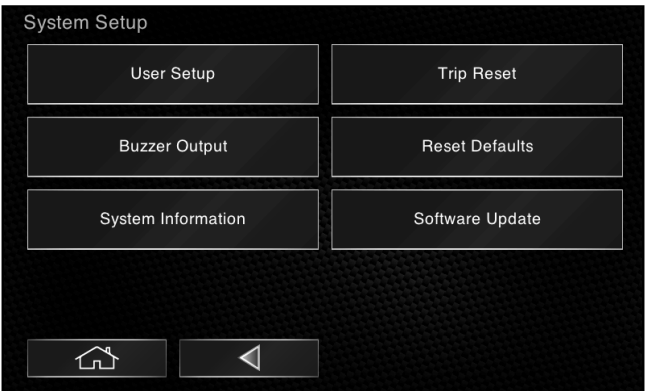 System Setup
User Setup
Trip Reset
Buzzer Output
Reset Defaults
System Information
Software Update